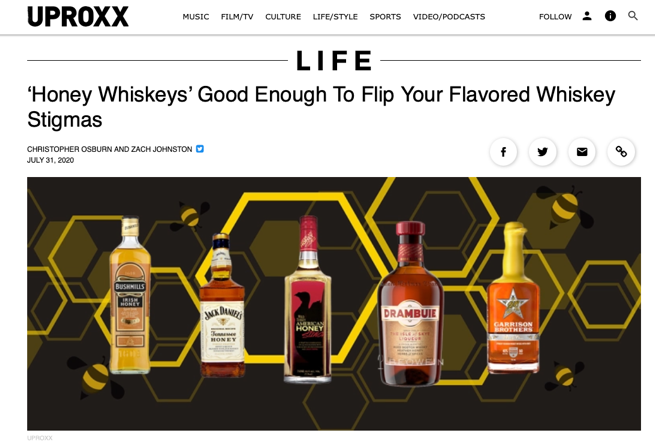 UPROXX
MUSIC FILM/TV CULTURE LIFE/STYLE SPORTS VIDEO/PODCASTS
FOLLOW
LIFE
‘Honey Whiskeys’ Good Enough To Flip Your Flavored Whiskey
Stigmas
CHRISTOPHER OSBURN AND ZACH JOHNSTON
JULY 31, 2020
BUSHMILLS
IRISH
HONEY
JACK DANIEL'S
Tennessee
HONEY
AMERICAN
HONEY
DRAMBUIE
LIQUEUR
GARRISON
BROTHERS
UPROXX